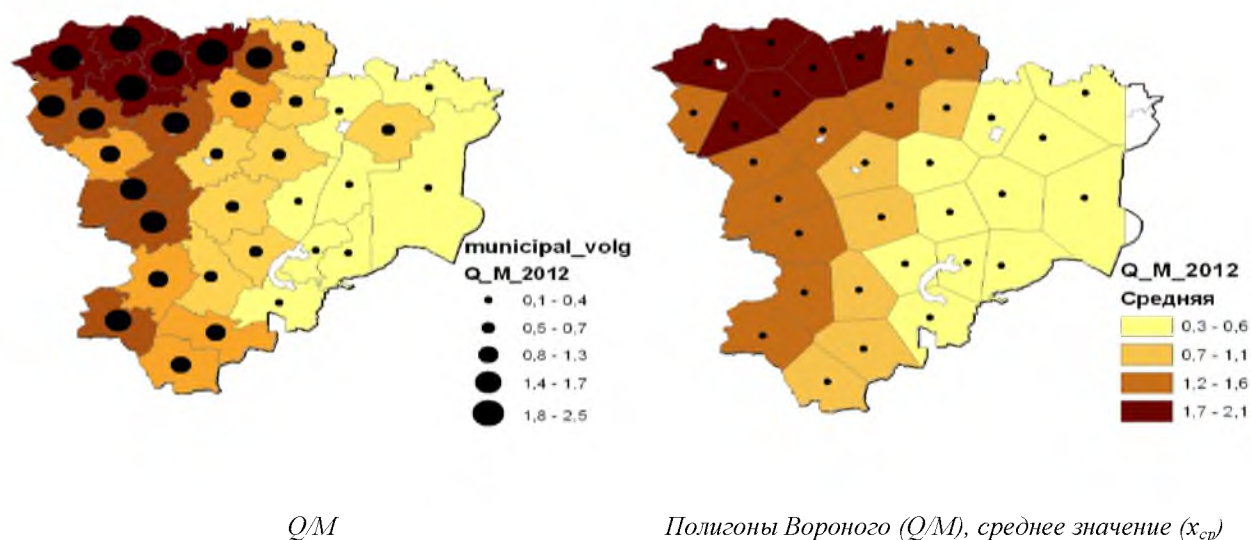 municipal_volg
Q_M_2012
0,1 - 0,4
0,5 - 0,7
0,8 - 1,3
1,4 - 1,7
1,8 - 2,5
Q_M_2012
Средняя
0,3 - 0,6
0,7 - 1,1
1,2 - 1,6
1,7 - 2,1
Q/M
Полигоны Вороного (Q/M), среднее значение (xср)